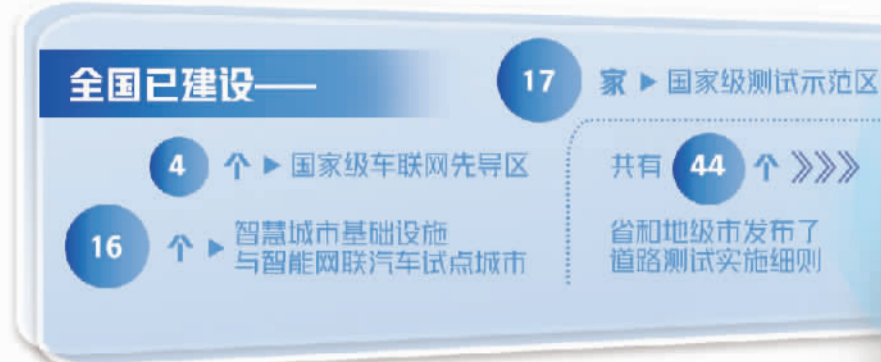 全国已建设——
17 家 ▶ 国家级测试示范区
4 个 ▶ 国家级车联网先导区
16 个 ▶ 智慧城市基础设施
与智能网联汽车试点城市
共有 44 个 》》》
省和地级市发布了
道路测试实施细则